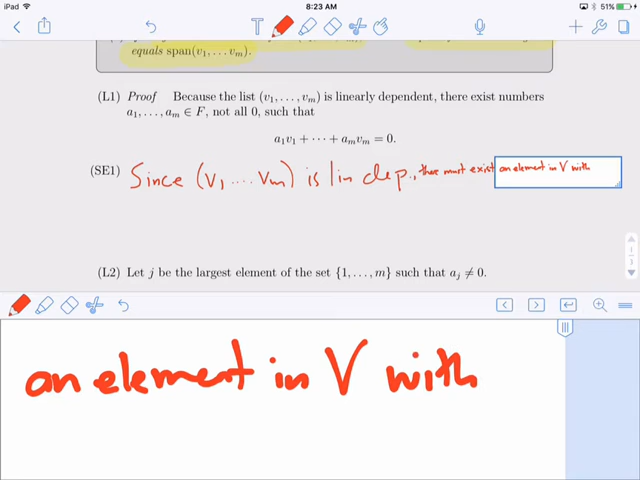 iPad
8:23 AM
51%
equals span(v₁, . . . vₘ).
(L1) Proof Because the list (v₁, . . . , vₘ) is linearly dependent, there exist numbers
a₁, . . . , aₘ ∈ F, not all 0, such that
a₁v₁ + · · · + aₘvₘ = 0.
(SE1) Since (v₁ .... vₘ) is lin dep., there must exist an element in V with
(L2) Let j be the largest element of the set {1, . . . , m} such that aⱼ ≠ 0.
an element in V with